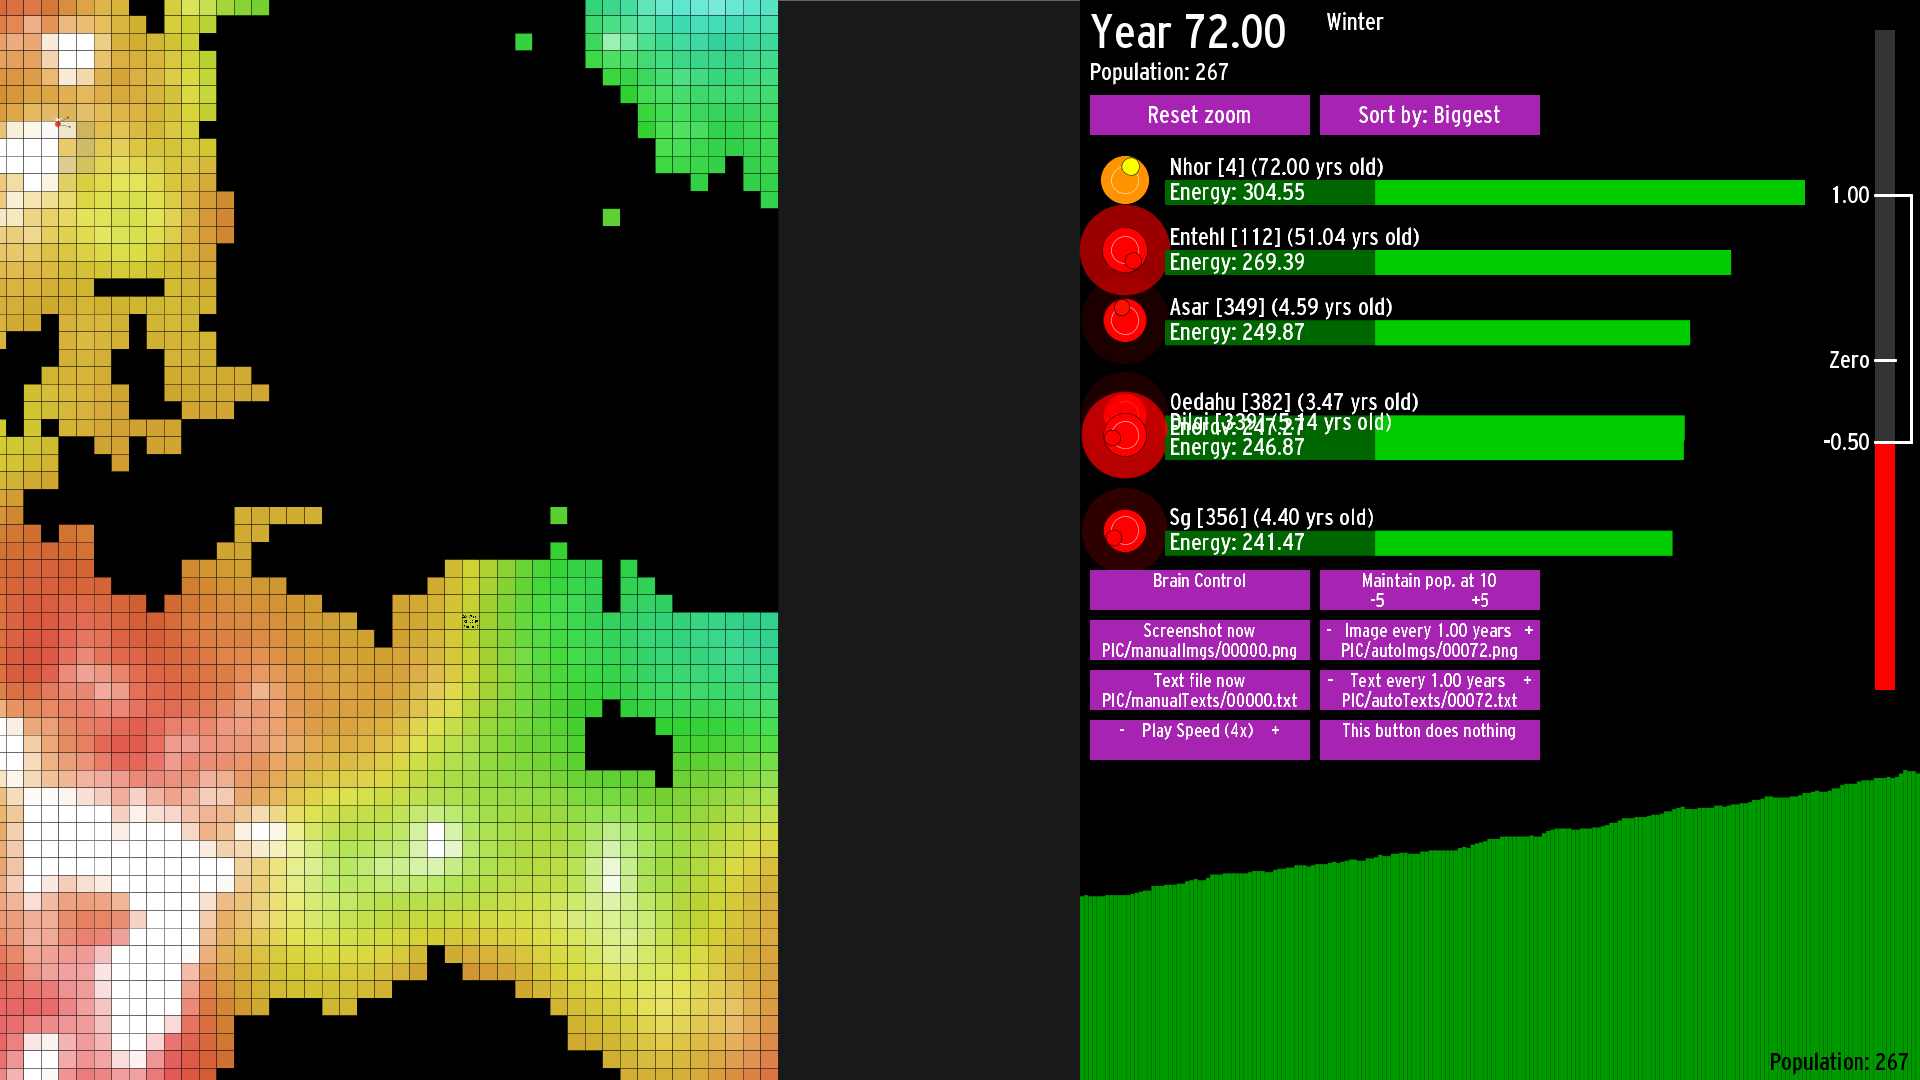 Year 72.00
Winter
Population: 267
Reset zoom
Sort by: Biggest
Nhor [4] (72.00 yrs old)
Energy: 304.55
1.00
Entehl [112] (51.04 yrs old)
Energy: 269.39
Asar [349] (4.59 yrs old)
Energy: 249.87
Zero
Oedahu [382] (3.47 yrs old)
Energy: 247.27
Dilgi [339] (5.14 yrs old)
Energy: 246.87
-0.50
Sg [356] (4.40 yrs old)
Energy: 241.47
Brain Control
Maintain pop. at 10
-5 +5
Screenshot now
PIC/manualImgs/00000.png
- Image every 1.00 years +
PIC/autoImgs/00072.png
Text file now
PIC/manualTexts/00000.txt
- Text every 1.00 years +
PIC/autoTexts/00072.txt
- Play Speed (4x) +
This button does nothing
Population: 267